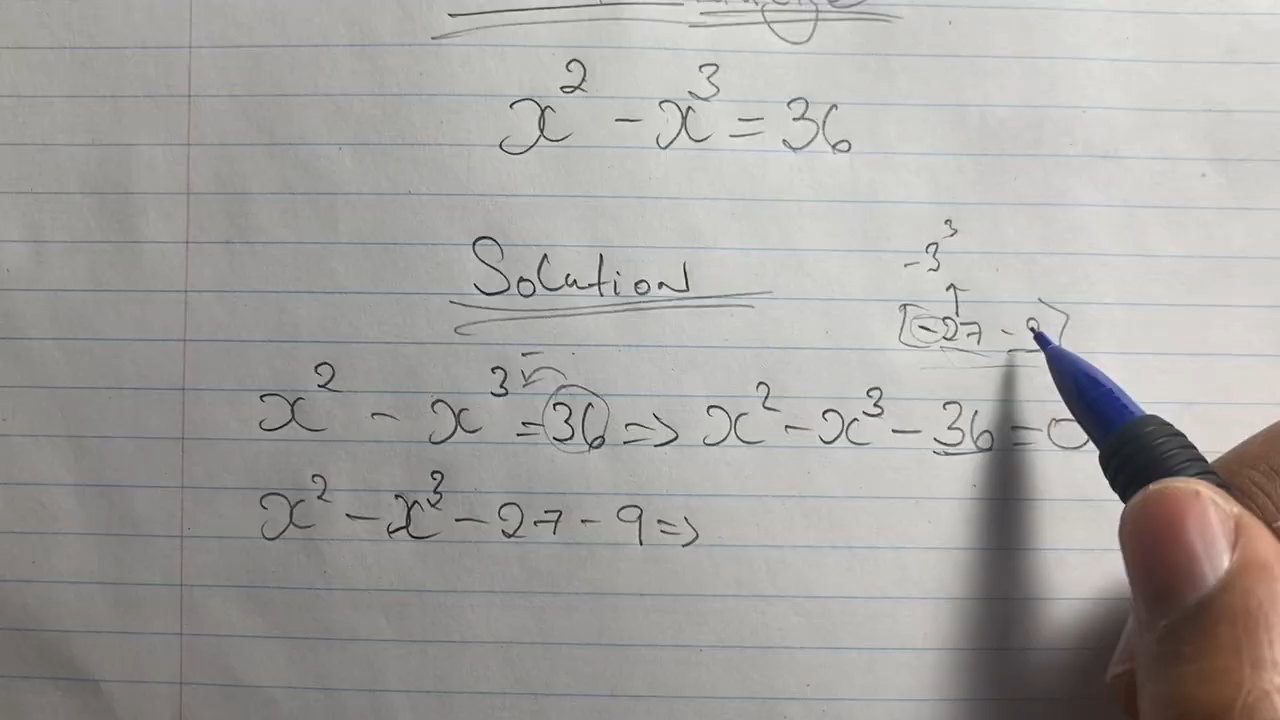 x² - x³ = 36
Solution
-3³
[-27 - 9]
x² - x³ = 36 => x² - x³ - 36 = 0
x² - x³ - 27 - 9 =>